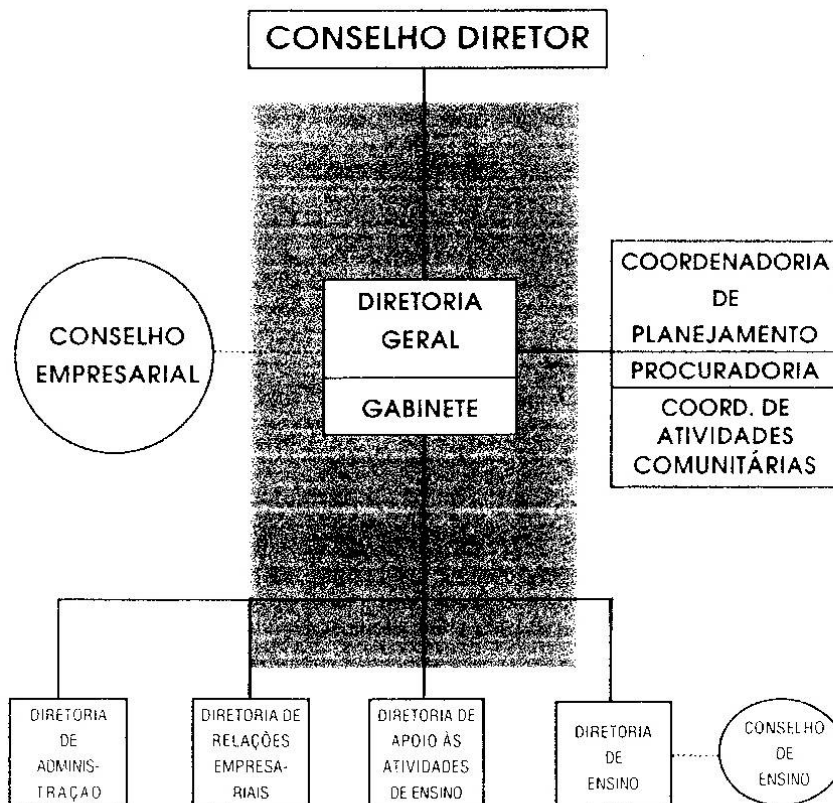 CONSELHO DIRETOR
CONSELHO
EMPRESARIAL
DIRETORIA
GERAL
GABINETE
COORDENADORIA
DE
PLANEJAMENTO
PROCURADORIA
COORD. DE
ATIVIDADES
COMUNITÁRIAS
DIRETORIA
DE
ADMINIS-
TRAÇÃO
DIRETORIA DE
RELAÇÕES
EMPRESA-
RIAIS
DIRETORIA DE
APOIO ÀS
ATIVIDADES
DE ENSINO
DIRETORIA
DE
ENSINO
CONSELHO
DE
ENSINO